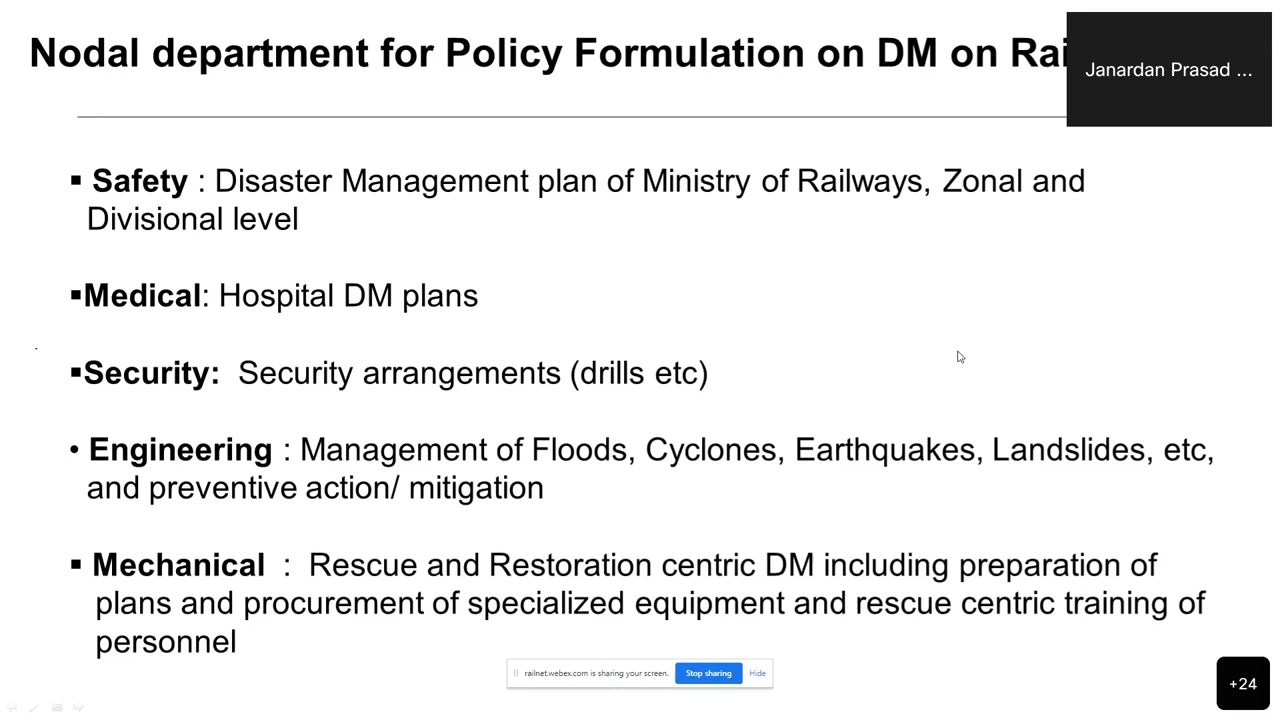 Nodal department for Policy Formulation on DM on Rai
Janardan Prasad ...
▪ Safety : Disaster Management plan of Ministry of Railways, Zonal and
Divisional level
▪Medical: Hospital DM plans
▪Security: Security arrangements (drills etc)
• Engineering : Management of Floods, Cyclones, Earthquakes, Landslides, etc,
and preventive action/ mitigation
▪ Mechanical : Rescue and Restoration centric DM including preparation of
plans and procurement of specialized equipment and rescue centric training of
personnel
railnet.webex.com is sharing your screen. Stop sharing Hide
+24